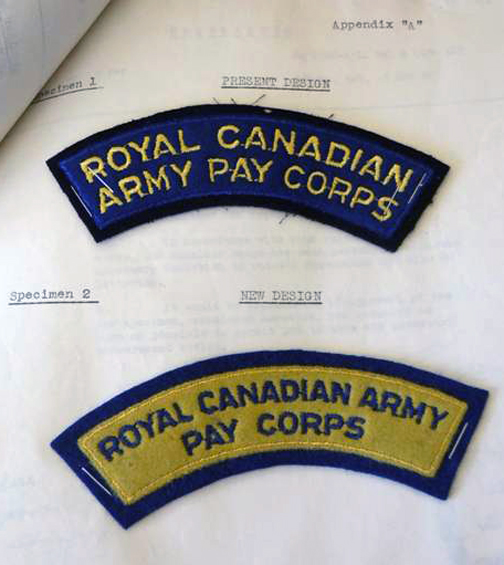 Appendix "A"
Specimen 1
PRESENT DESIGN
ROYAL CANADIAN
ARMY PAY CORPS
Specimen 2
NEW DESIGN
ROYAL CANADIAN ARMY
PAY CORPS